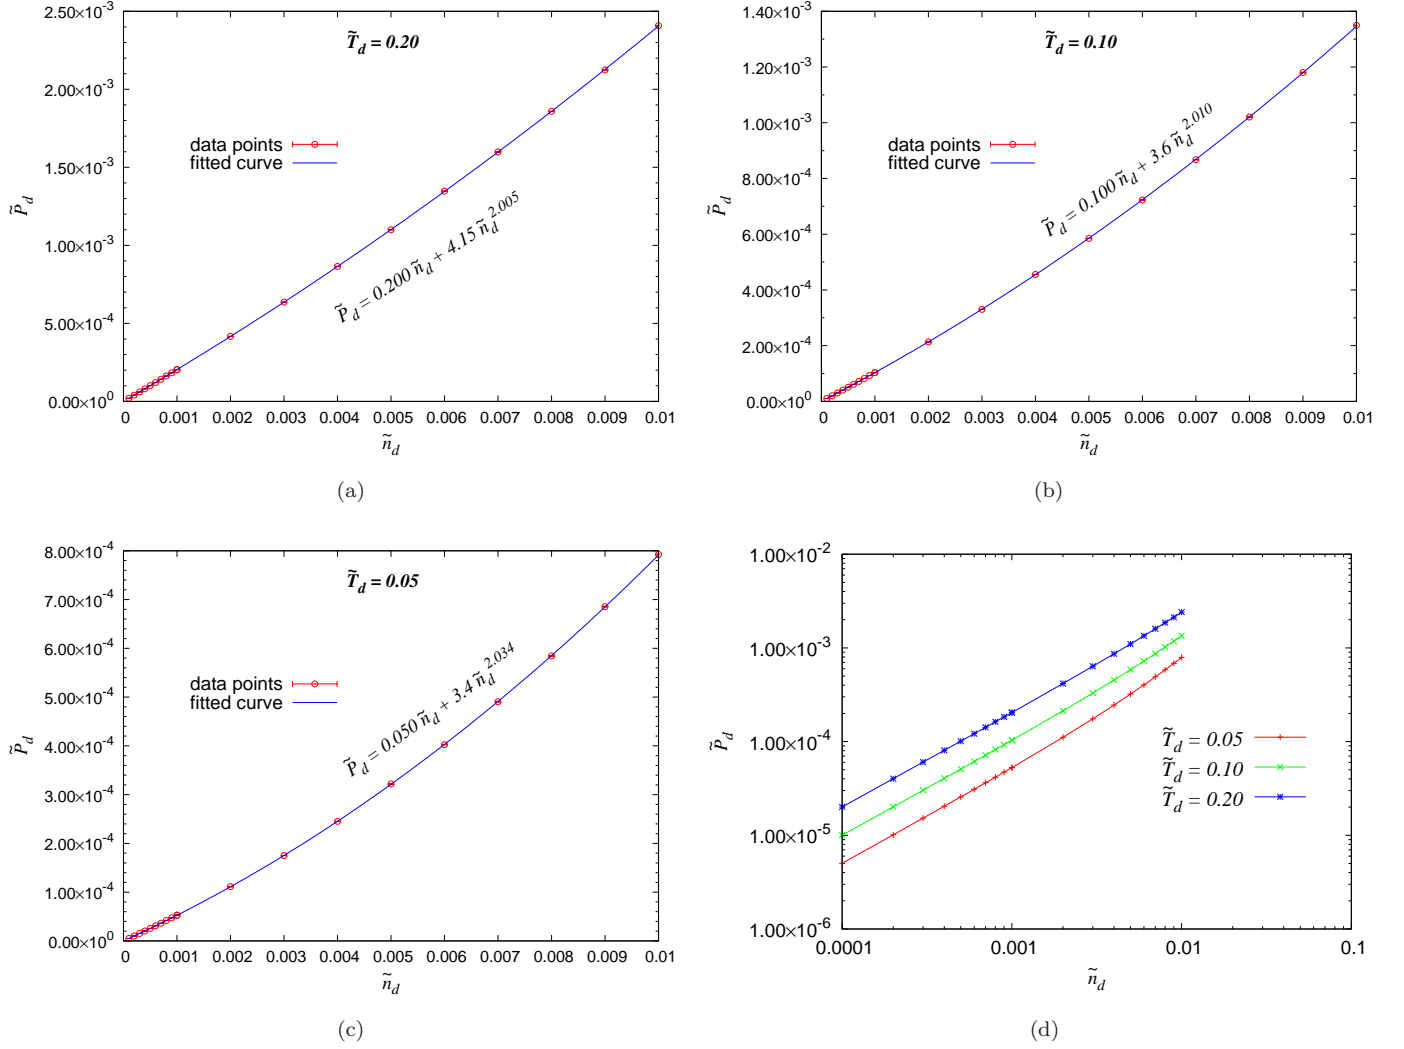 2.50×10^-3
2.00×10^-3
1.50×10^-3
1.00×10^-3
5.00×10^-4
0.00×10^0
P̃_d
T̃_d = 0.20
data points
fitted curve
P̃_d = 0.200 ñ_d + 4.15 ñ_d^2.005
0 0.001 0.002 0.003 0.004 0.005 0.006 0.007 0.008 0.009 0.01
ñ_d
(a)
1.40×10^-3
1.20×10^-3
1.00×10^-3
8.00×10^-4
6.00×10^-4
4.00×10^-4
2.00×10^-4
0.00×10^0
P̃_d
T̃_d = 0.10
data points
fitted curve
P̃_d = 0.100 ñ_d + 3.6 ñ_d^2.010
0 0.001 0.002 0.003 0.004 0.005 0.006 0.007 0.008 0.009 0.01
ñ_d
(b)
8.00×10^-4
7.00×10^-4
6.00×10^-4
5.00×10^-4
4.00×10^-4
3.00×10^-4
2.00×10^-4
1.00×10^-4
0.00×10^0
P̃_d
T̃_d = 0.05
data points
fitted curve
P̃_d = 0.050 ñ_d + 3.4 ñ_d^2.034
0 0.001 0.002 0.003 0.004 0.005 0.006 0.007 0.008 0.009 0.01
ñ_d
(c)
1.00×10^-2
1.00×10^-3
1.00×10^-4
1.00×10^-5
1.00×10^-6
P̃_d
T̃_d = 0.05
T̃_d = 0.10
T̃_d = 0.20
0.0001 0.001 0.01 0.1
ñ_d
(d)